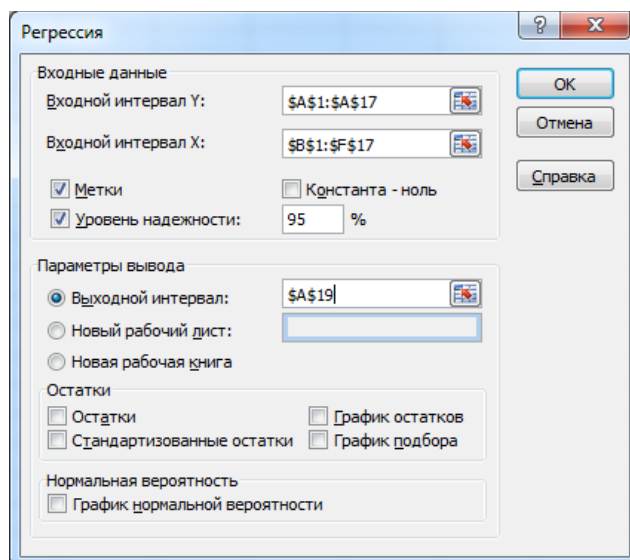 Регрессия
Входные данные
Входной интервал Y: $A$1:$A$17
Входной интервал X: $B$1:$F$17
Метки Константа - ноль
Уровень надежности: 95 %
OK
Отмена
Справка
Параметры вывода
Выходной интервал: $A$19
Новый рабочий лист:
Новая рабочая книга
Остатки
Остатки График остатков
Стандартизованные остатки График подбора
Нормальная вероятность
График нормальной вероятности